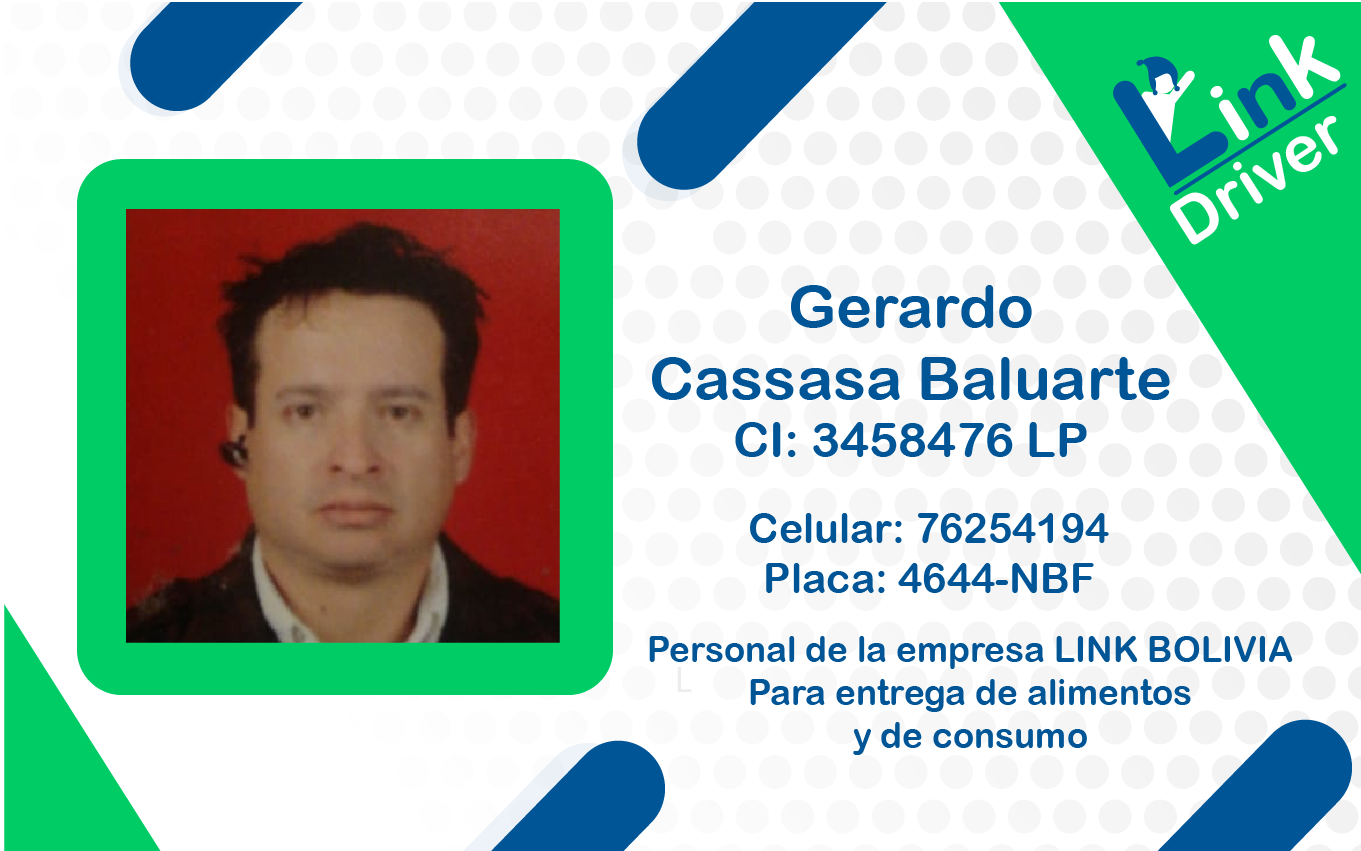 Link
Driver
Gerardo
Cassasa Baluarte
CI: 3458476 LP
Celular: 76254194
Placa: 4644-NBF
Personal de la empresa LINK BOLIVIA
L
Para entrega de alimentos
y de consumo